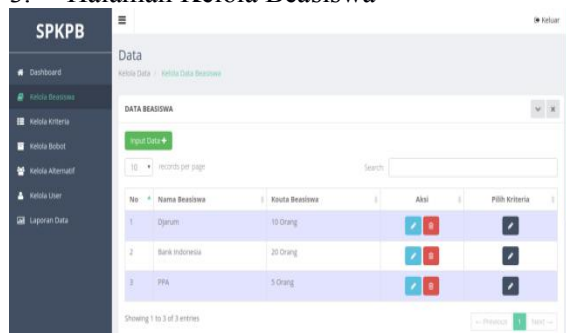 3. Halaman Kelola Beasiswa
SPKPB
Keluar
Dashboard
Kelola Beasiswa
Kelola Kriteria
Kelola Bobot
Kelola Alternatif
Kelola User
Laporan Data
Data
Kelola Data / Kelola Data Beasiswa
DATA BEASISWA
Input Data
10 records per page
Search:
No Nama Beasiswa Kouta Beasiswa Aksi Pilih Kriteria
1 Djarum 10 Orang
2 Bank Indonesia 20 Orang
3 PPA 5 Orang
Showing 1 to 3 of 3 entries
← Previous 1 Next →